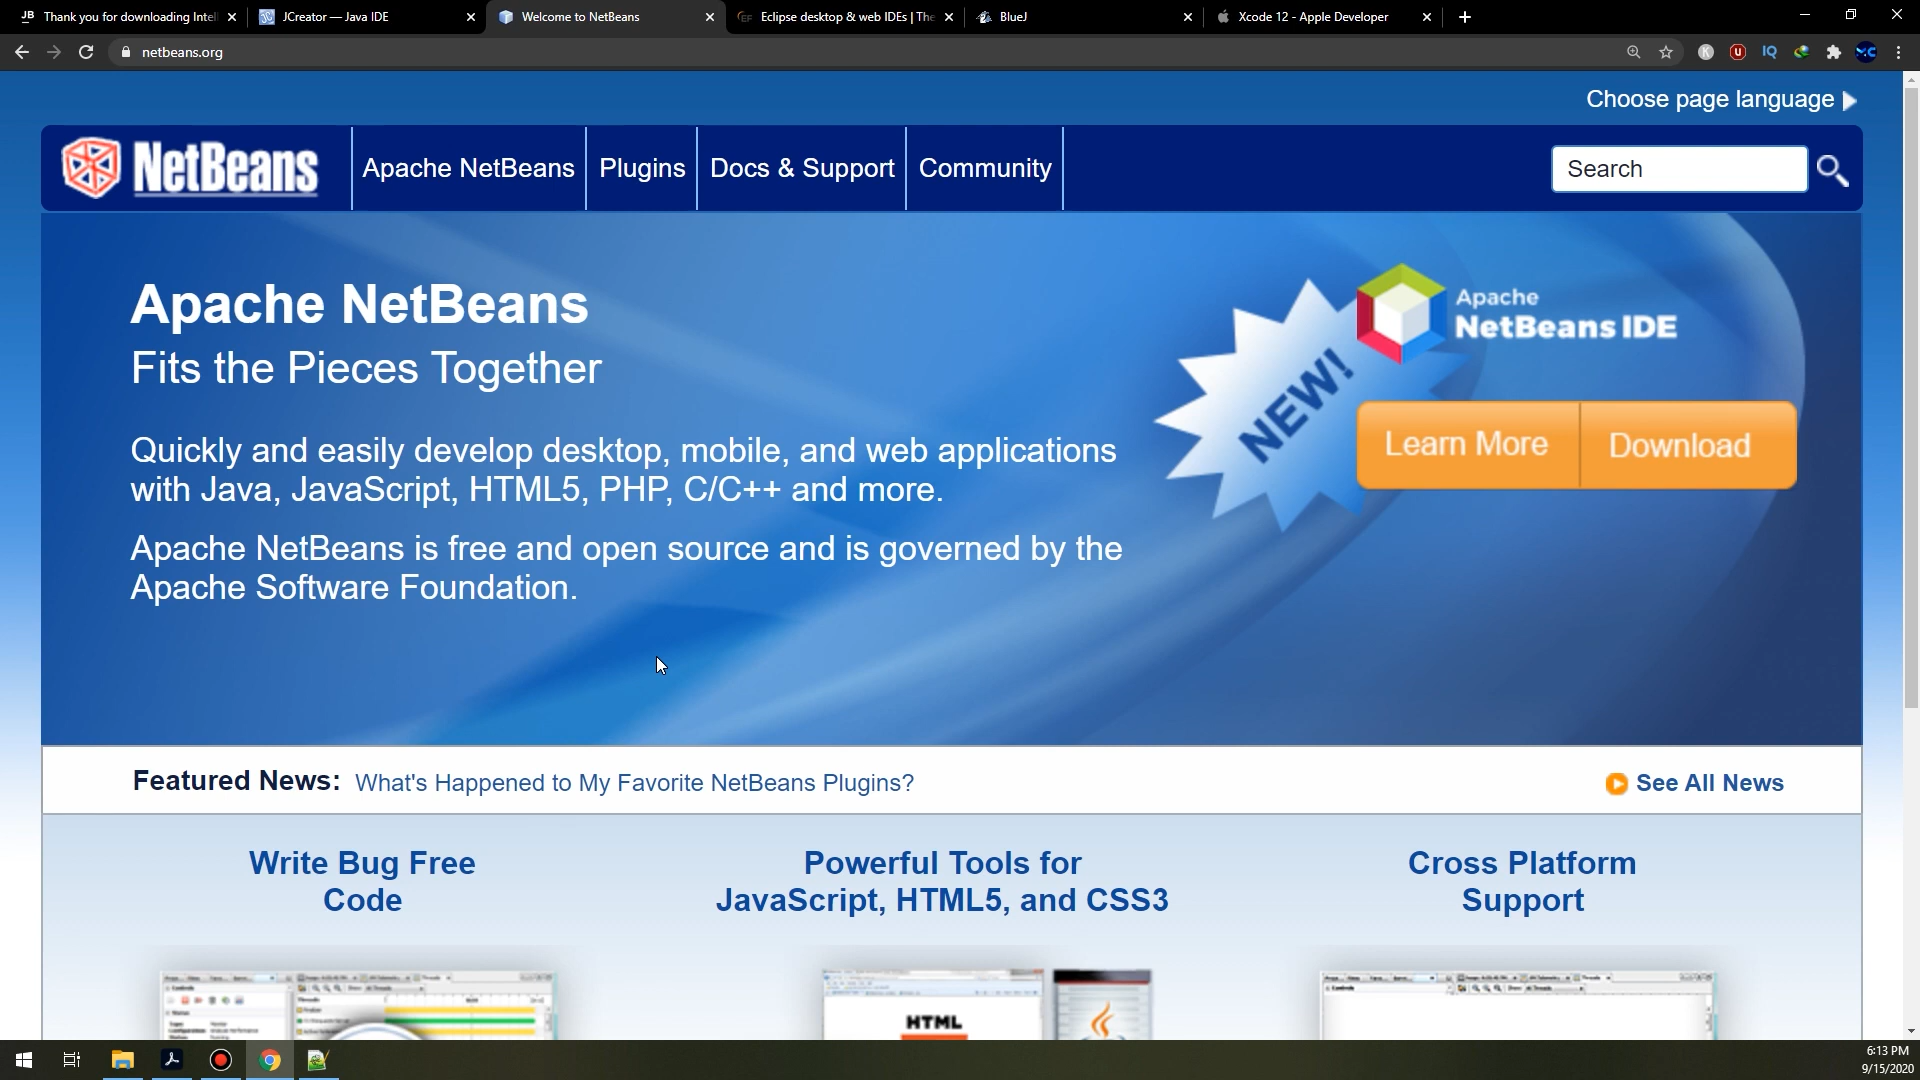 JB Thank you for downloading Intel
JCreator — Java IDE
Welcome to NetBeans
EF Eclipse desktop & web IDEs | The
BlueJ
Xcode 12 - Apple Developer
netbeans.org
Choose page language
NetBeans
Apache NetBeans
Plugins
Docs & Support
Community
Search
Apache NetBeans
Fits the Pieces Together
Quickly and easily develop desktop, mobile, and web applications
with Java, JavaScript, HTML5, PHP, C/C++ and more.
Apache NetBeans is free and open source and is governed by the
Apache Software Foundation.
NEW!
Apache
NetBeans IDE
Learn More
Download
Featured News: What's Happened to My Favorite NetBeans Plugins?
See All News
Write Bug Free
Code
Powerful Tools for
JavaScript, HTML5, and CSS3
Cross Platform
Support
HTML
6:13 PM
9/15/2020